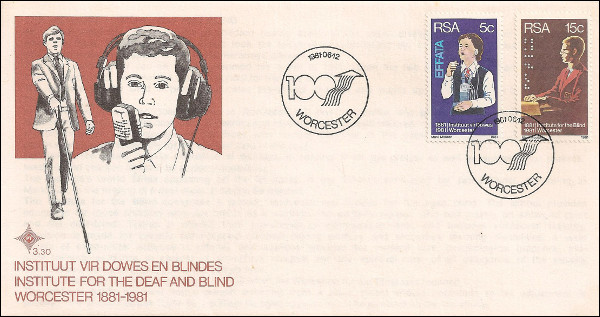 3.30
INSTITUUT VIR DOWES EN BLINDES
INSTITUTE FOR THE DEAF AND BLIND
WORCESTER 1881-1981
1981·06·12
100
WORCESTER
RSA 5c
EFFATA
1881 Instituut vir Dowes
1981 Worcester
RSA 15c
1881 Institute for the Blind
1981 Worcester
1981·06·12
100
WORCESTER